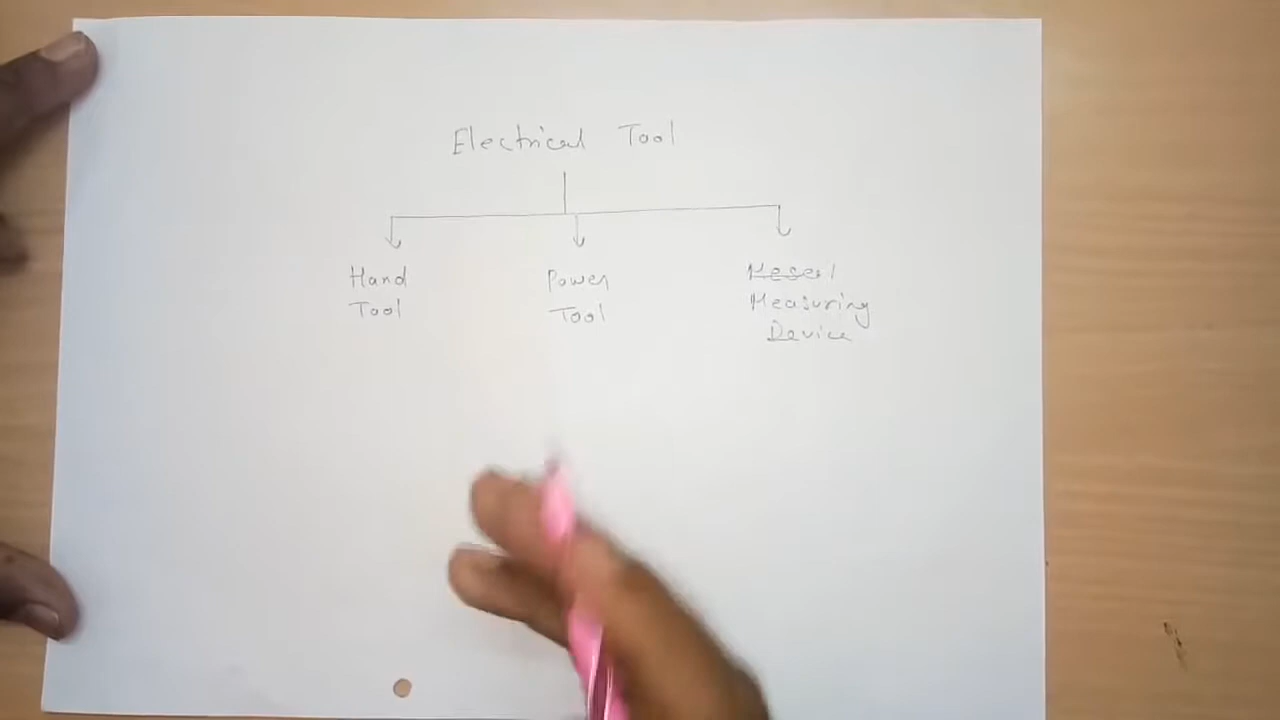 Electrical Tool
Hand
Tool
Power
Tool
Measuring
Device